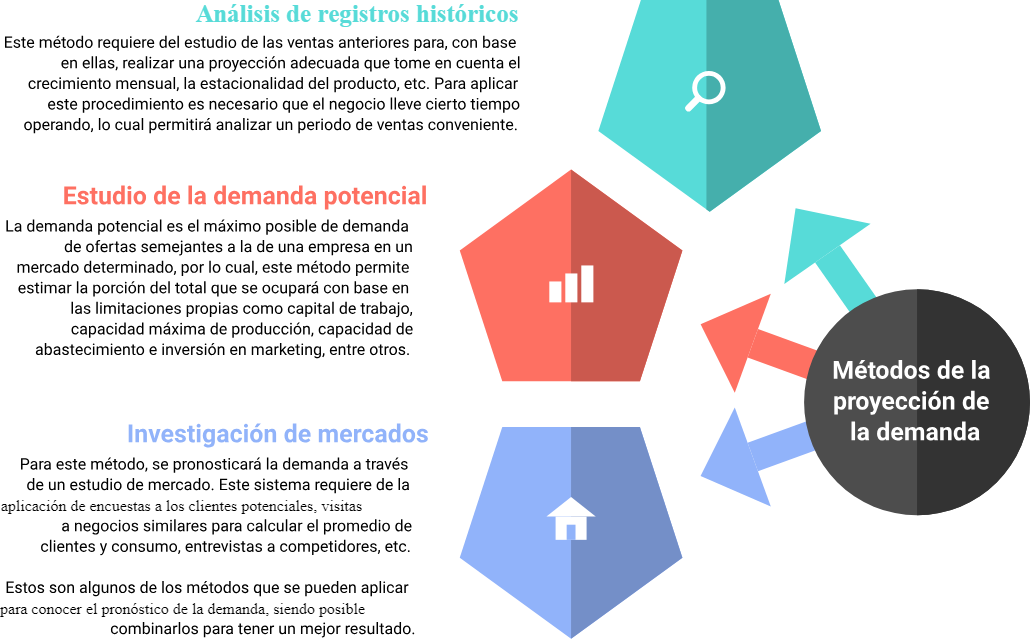 Análisis de registros históricos
Este método requiere del estudio de las ventas anteriores para, con base
en ellas, realizar una proyección adecuada que tome en cuenta el
crecimiento mensual, la estacionalidad del producto, etc. Para aplicar
este procedimiento es necesario que el negocio lleve cierto tiempo
operando, lo cual permitirá analizar un periodo de ventas conveniente.
Estudio de la demanda potencial
La demanda potencial es el máximo posible de demanda
de ofertas semejantes a la de una empresa en un
mercado determinado, por lo cual, este método permite
estimar la porción del total que se ocupará con base en
las limitaciones propias como capital de trabajo,
capacidad máxima de producción, capacidad de
abastecimiento e inversión en marketing, entre otros.
Investigación de mercados
Para este método, se pronosticará la demanda a través
de un estudio de mercado. Este sistema requiere de la
aplicación de encuestas a los clientes potenciales, visitas
a negocios similares para calcular el promedio de
clientes y consumo, entrevistas a competidores, etc.
Estos son algunos de los métodos que se pueden aplicar
para conocer el pronóstico de la demanda, siendo posible
combinarlos para tener un mejor resultado.
Métodos de la
proyección de
la demanda